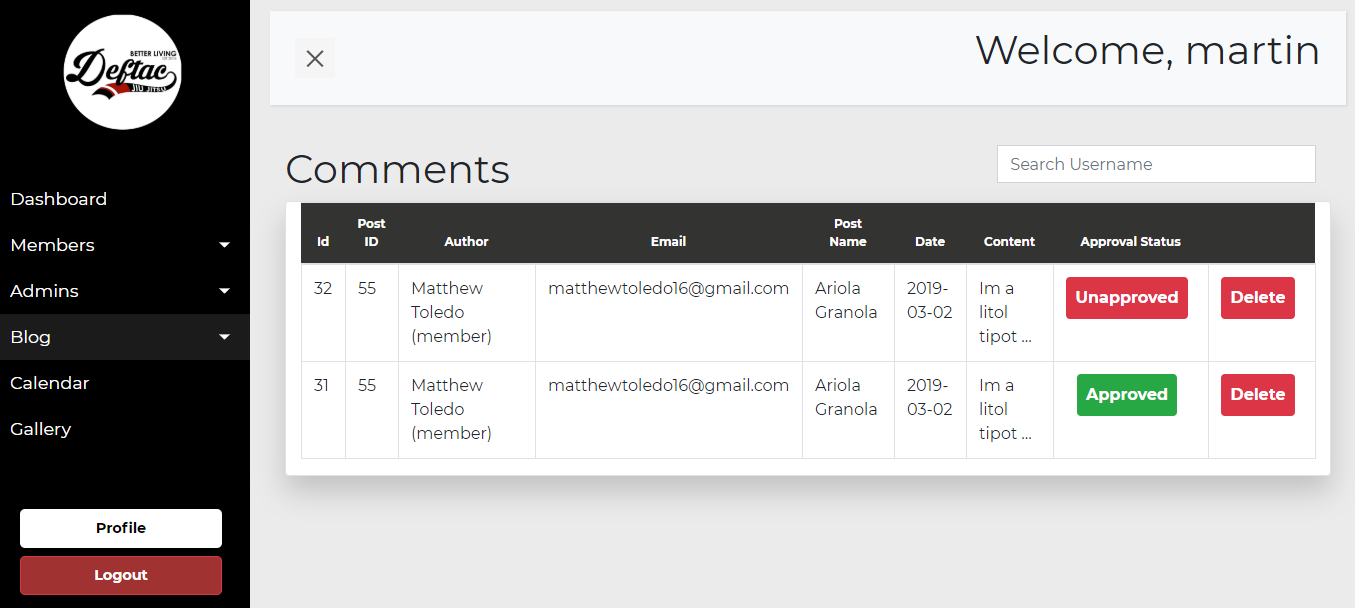 BETTER LIVING
Deftac
JIU JITSU
Dashboard
Members
Admins
Blog
Calendar
Gallery
Profile
Logout
Welcome, martin
Comments
Search Username
Id Post ID Author Email Post Name Date Content Approval Status
32 55 Matthew Toledo (member) matthewtoledo16@gmail.com Ariola Granola 2019-03-02 Im a litol tipot ... Unapproved Delete
31 55 Matthew Toledo (member) matthewtoledo16@gmail.com Ariola Granola 2019-03-02 Im a litol tipot ... Approved Delete